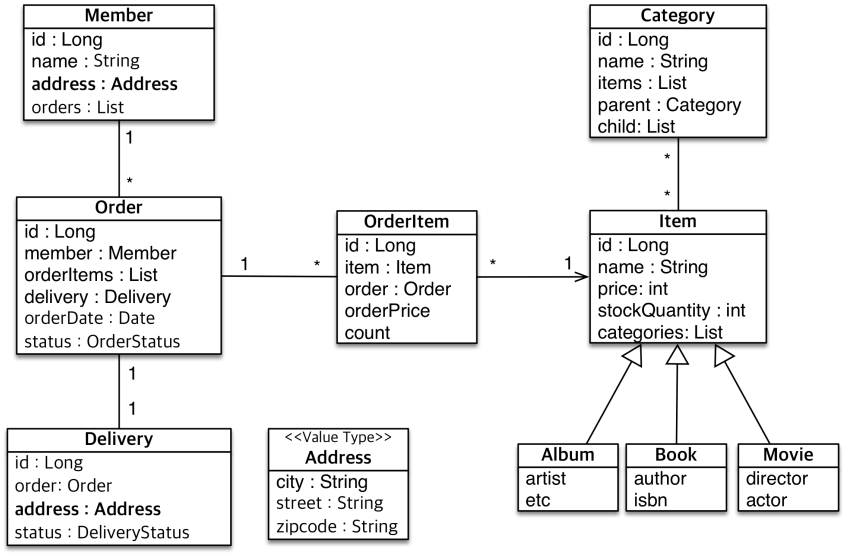 Member
id : Long
name : String
address : Address
orders : List
Category
id : Long
name : String
items : List
parent : Category
child: List
1
*
*
*
Order
id : Long
member : Member
orderItems : List
delivery : Delivery
orderDate : Date
status : OrderStatus
1
*
OrderItem
id : Long
item : Item
order : Order
orderPrice
count
*
1
Item
id : Long
name : String
price: int
stockQuantity : int
categories: List
1
1
Delivery
id : Long
order: Order
address : Address
status : DeliveryStatus
<<Value Type>>
Address
city : String
street : String
zipcode : String
Album
artist
etc
Book
author
isbn
Movie
director
actor